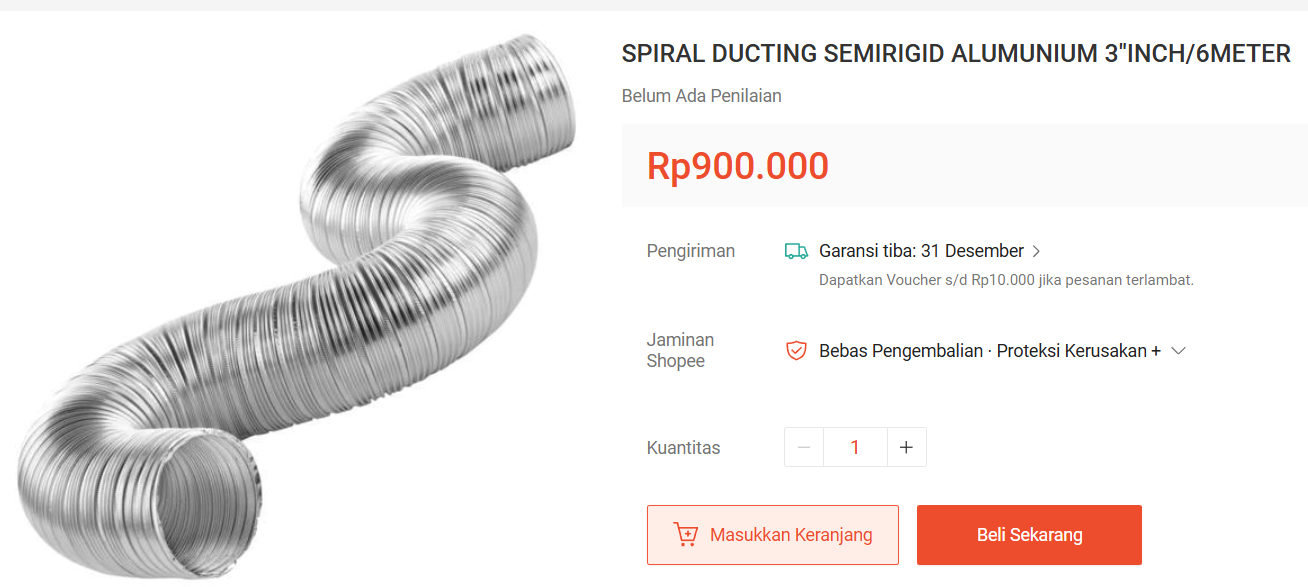 SPIRAL DUCTING SEMIRIGID ALUMUNIUM 3"INCH/6METER
Belum Ada Penilaian
Rp900.000
Pengiriman
Garansi tiba: 31 Desember
Dapatkan Voucher s/d Rp10.000 jika pesanan terlambat.
Jaminan
Shopee
Bebas Pengembalian · Proteksi Kerusakan +
Kuantitas
1
Masukkan Keranjang
Beli Sekarang